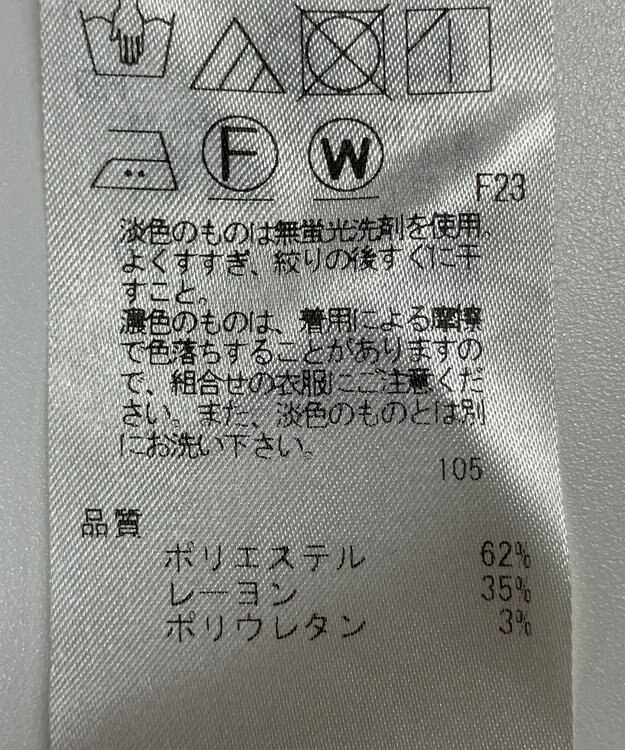 F W
F23
淡色のものは無蛍光洗剤を使用、
よくすすぎ、絞りの後すぐに干
すこと。
濃色のものは、着用による摩擦
で色落ちすることがありますの
で、組合せの衣服にご注意くだ
さい。また、淡色のものとは別
にお洗い下さい。
105
品質
ポリエステル 62%
レーヨン 35%
ポリウレタン 3%